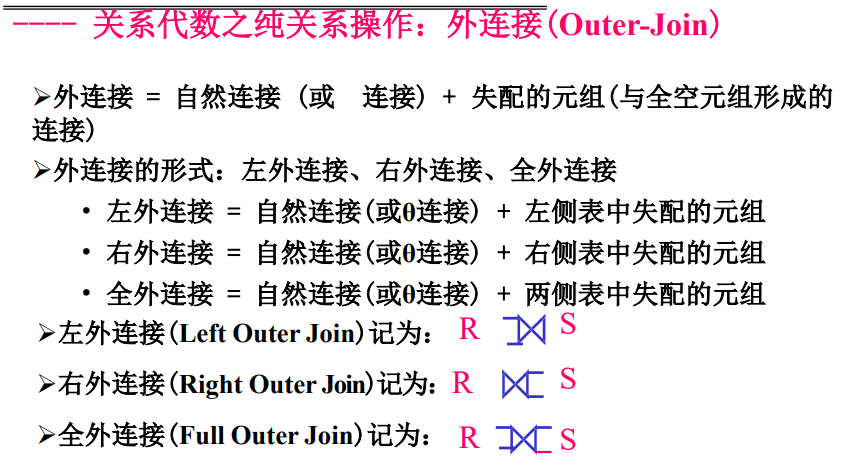 ---- 关系代数之纯关系操作：外连接(Outer-Join)
➢外连接 = 自然连接 (或 连接) + 失配的元组(与全空元组形成的
连接)
➢外连接的形式：左外连接、右外连接、全外连接
• 左外连接 = 自然连接(或θ连接) + 左侧表中失配的元组
• 右外连接 = 自然连接(或θ连接) + 右侧表中失配的元组
• 全外连接 = 自然连接(或θ连接) + 两侧表中失配的元组
➢左外连接(Left Outer Join)记为： R ⟕ S
➢右外连接(Right Outer Join)记为：R ⟖ S
➢全外连接(Full Outer Join)记为： R ⟗ S